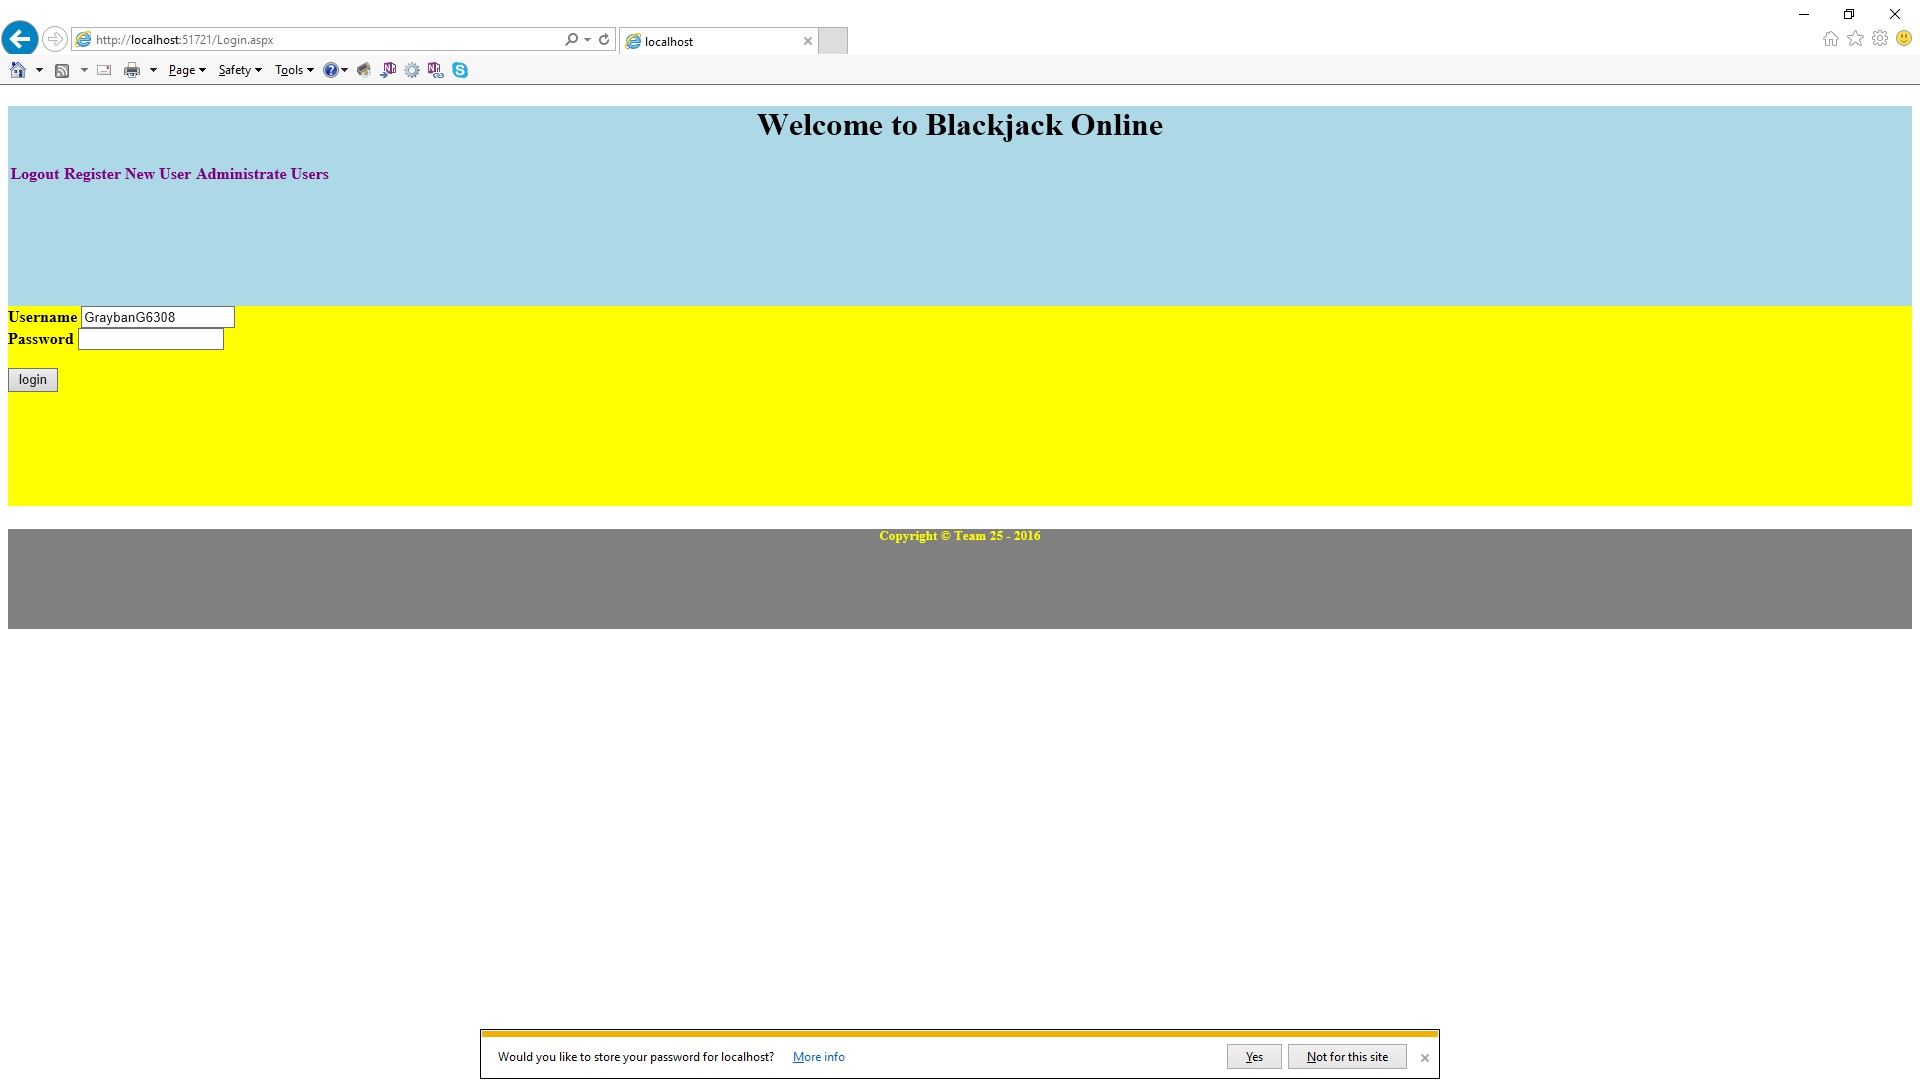 http://localhost:51721/Login.aspx
localhost
Page Safety Tools
Welcome to Blackjack Online
Logout Register New User Administrate Users
Username GraybanG6308
Password
login
Copyright © Team 25 - 2016
Would you like to store your password for localhost? More info Yes Not for this site